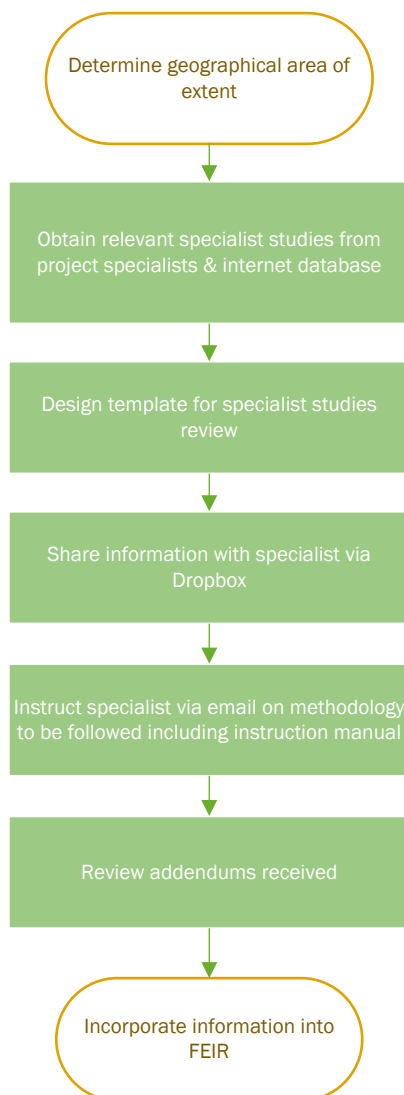 Determine geographical area of
extent
Obtain relevant specialist studies from
project specialists & internet database
Design template for specialist studies
review
Share information with specialist via
Dropbox
Instruct specialist via email on methodology
to be followed including instruction manual
Review addendums received
Incorporate information into
FEIR